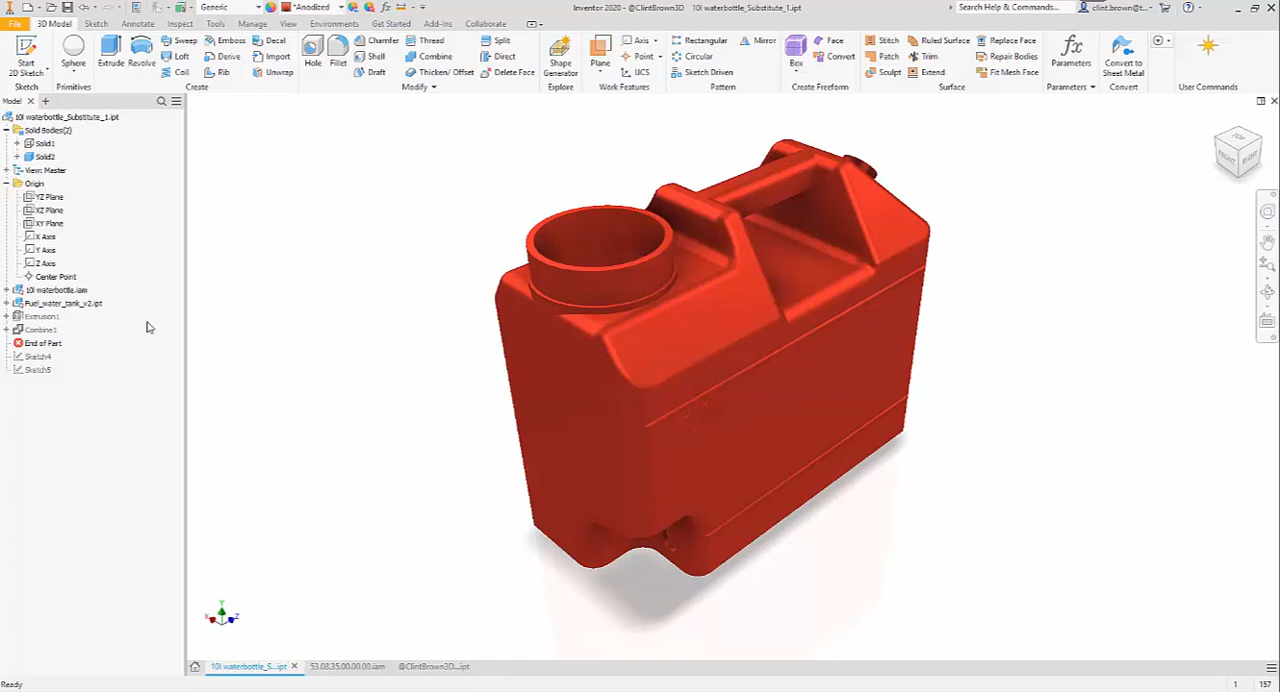 Generic
*Anodized
Inventor 2020 - @ClintBrown3D 10l waterbottle_Substitute_1.ipt
Search Help & Commands...
clint.brown@t...
File 3D Model Sketch Annotate Inspect Tools Manage View Environments Get Started Add-Ins Collaborate
Start
2D Sketch
Sketch
Sphere
Primitives
Extrude
Revolve
Sweep
Loft
Coil
Emboss
Derive
Rib
Decal
Import
Unwrap
Create
Hole
Fillet
Chamfer
Shell
Draft
Thread
Combine
Thicken/ Offset
Split
Direct
Delete Face
Modify
Shape
Generator
Explore
Plane
Axis
Point
UCS
Work Features
Rectangular
Circular
Sketch Driven
Mirror
Pattern
Box
Face
Convert
Create Freeform
Stitch
Patch
Sculpt
Ruled Surface
Trim
Extend
Replace Face
Repair Bodies
Fit Mesh Face
Surface
fx
Parameters
Parameters
Convert to
Sheet Metal
Convert
User Commands
Model
10l waterbottle_Substitute_1.ipt
Solid Bodies(2)
Solid1
Solid2
View: Master
Origin
YZ Plane
XZ Plane
XY Plane
X Axis
Y Axis
Z Axis
Center Point
10l waterbottle.iam
Fuel_water_tank_v2.ipt
Extrusion1
Combine1
End of Part
Sketch4
Sketch5
TOP
FRONT
RIGHT
Y
X
Z
10l waterbottle_S...ipt
53.08.35.00.00.00.iam
@ClintBrown3D...ipt
Ready
1 157